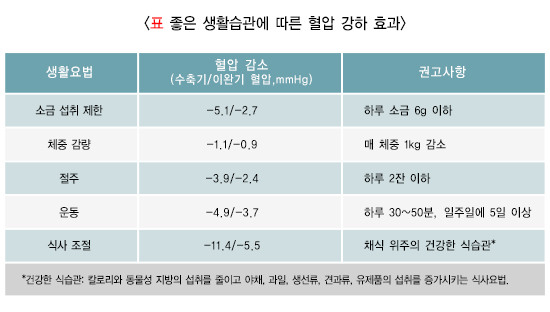 <표 좋은 생활습관에 따른 혈압 강하 효과>
생활요법 혈압 감소 (수축기/이완기 혈압,mmHg) 권고사항
소금 섭취 제한 -5.1/-2.7 하루 소금 6g 이하
체중 감량 -1.1/-0.9 매 체중 1kg 감소
절주 -3.9/-2.4 하루 2잔 이하
운동 -4.9/-3.7 하루 30~50분, 일주일에 5일 이상
식사 조절 -11.4/-5.5 채식 위주의 건강한 식습관*
*건강한 식습관: 칼로리와 동물성 지방의 섭취를 줄이고 야채, 과일, 생선류, 견과류, 유제품의 섭취를 증가시키는 식사요법.